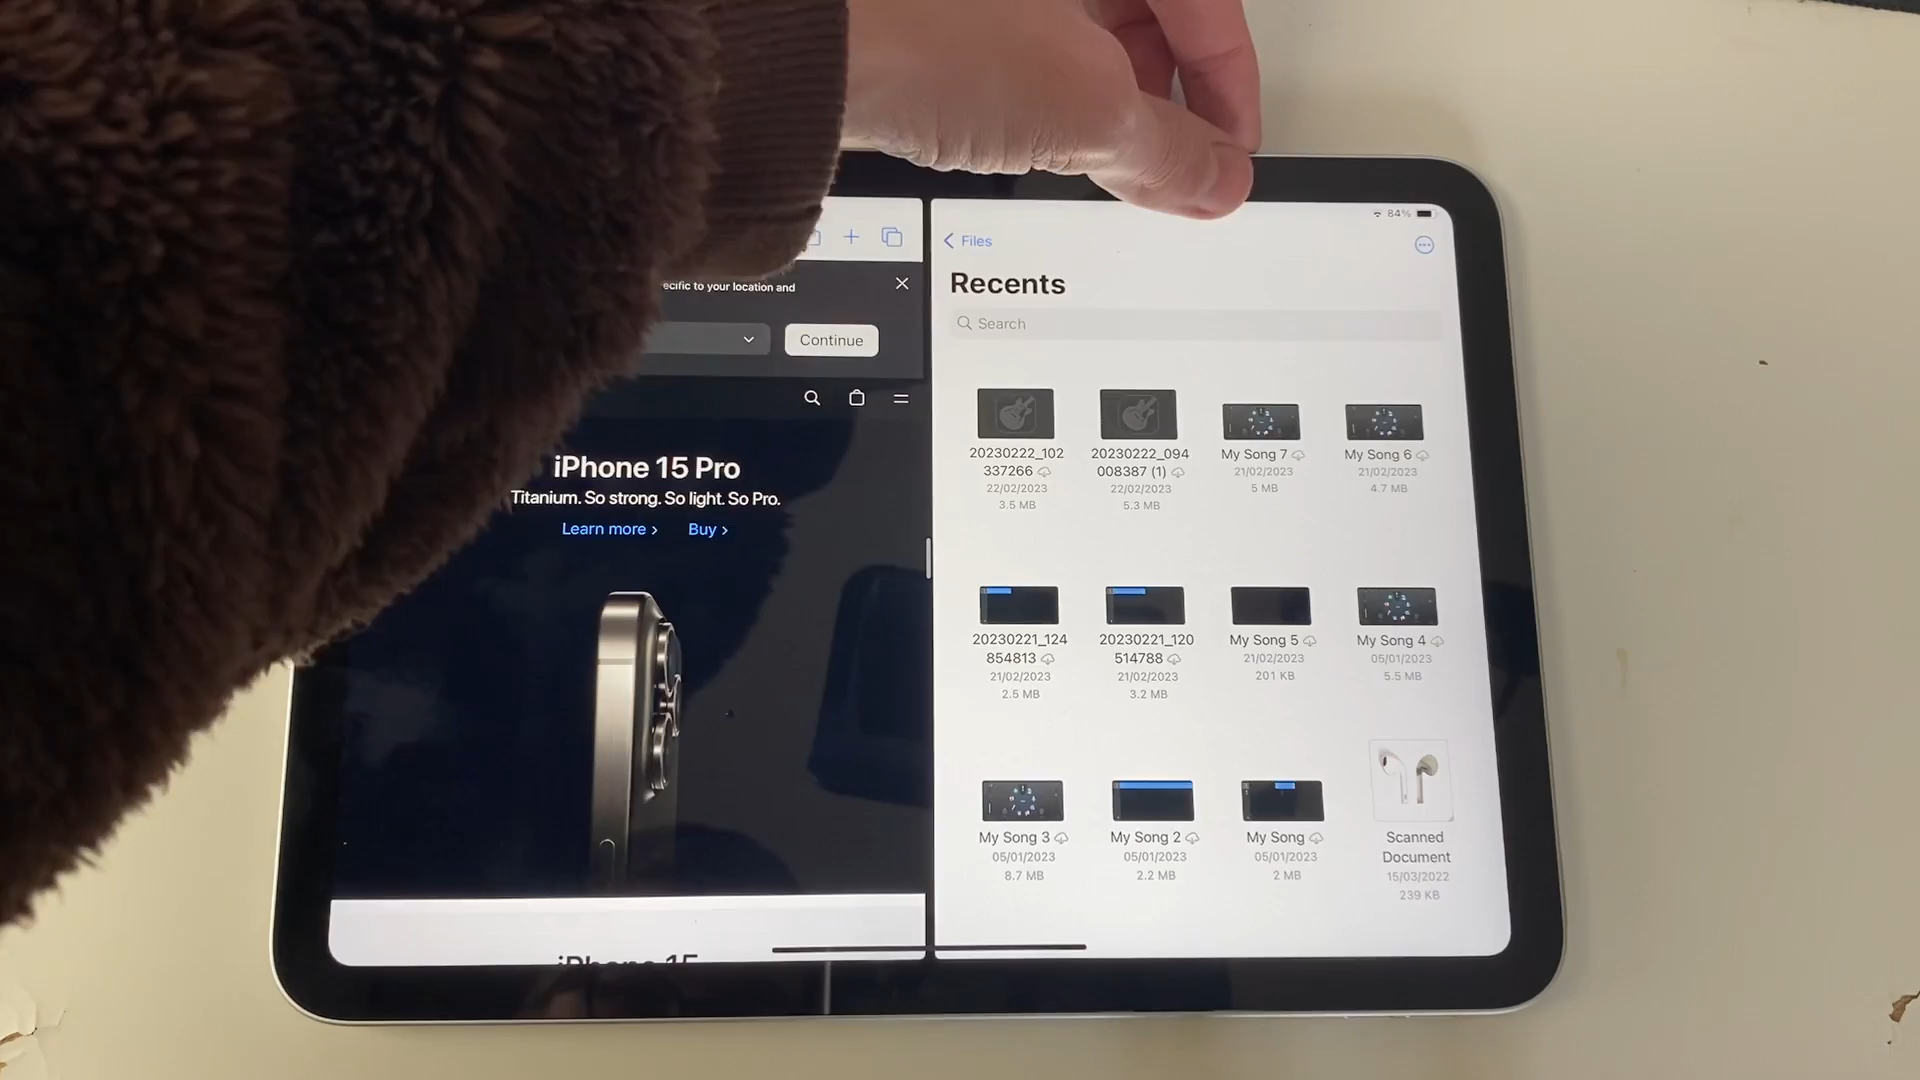 ecific to your location and
Continue
iPhone 15 Pro
Titanium. So strong. So light. So Pro.
Learn more > Buy >
iPhone 15
84%
Files
Recents
Search
20230222_102
337266
22/02/2023
3.5 MB
20230222_094
008387 (1)
22/02/2023
5.3 MB
My Song 7
21/02/2023
5 MB
My Song 6
21/02/2023
4.7 MB
20230221_124
854813
21/02/2023
2.5 MB
20230221_120
514788
21/02/2023
3.2 MB
My Song 5
21/02/2023
201 KB
My Song 4
05/01/2023
5.5 MB
My Song 3
05/01/2023
8.7 MB
My Song 2
05/01/2023
2.2 MB
My Song
05/01/2023
2 MB
Scanned
Document
15/03/2022
239 KB